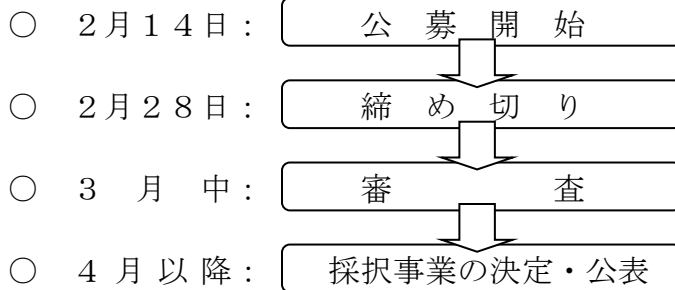 ○ 2月14日: 公募開始
○ 2月28日: 締め切り
○ 3月中: 審査
○ 4月以降: 採択事業の決定・公表